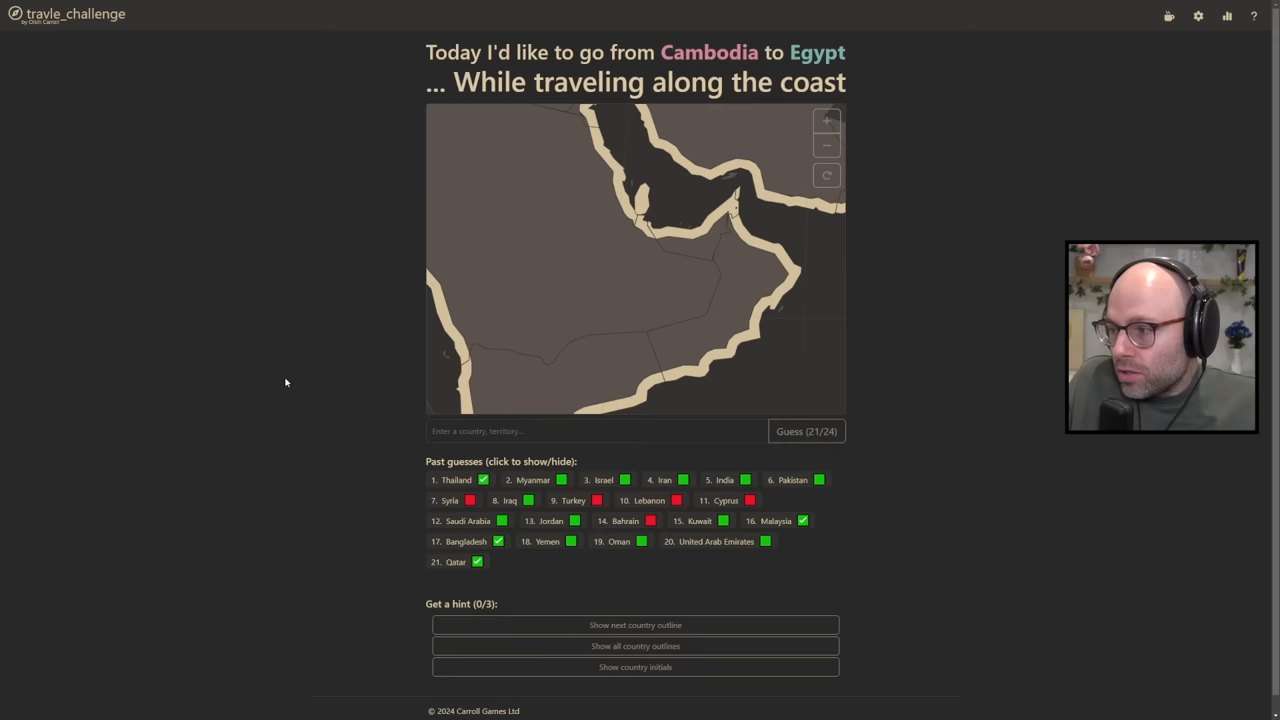 travle_challenge
by Oisín Carroll
Today I'd like to go from Cambodia to Egypt
... While traveling along the coast
Enter a country, territory...
Guess (21/24)
Past guesses (click to show/hide):
1. Thailand 2. Myanmar 3. Israel 4. Iran 5. India 6. Pakistan
7. Syria 8. Iraq 9. Turkey 10. Lebanon 11. Cyprus
12. Saudi Arabia 13. Jordan 14. Bahrain 15. Kuwait 16. Malaysia
17. Bangladesh 18. Yemen 19. Oman 20. United Arab Emirates
21. Qatar
Get a hint (0/3):
Show next country outline
Show all country outlines
Show country initials
© 2024 Carroll Games Ltd